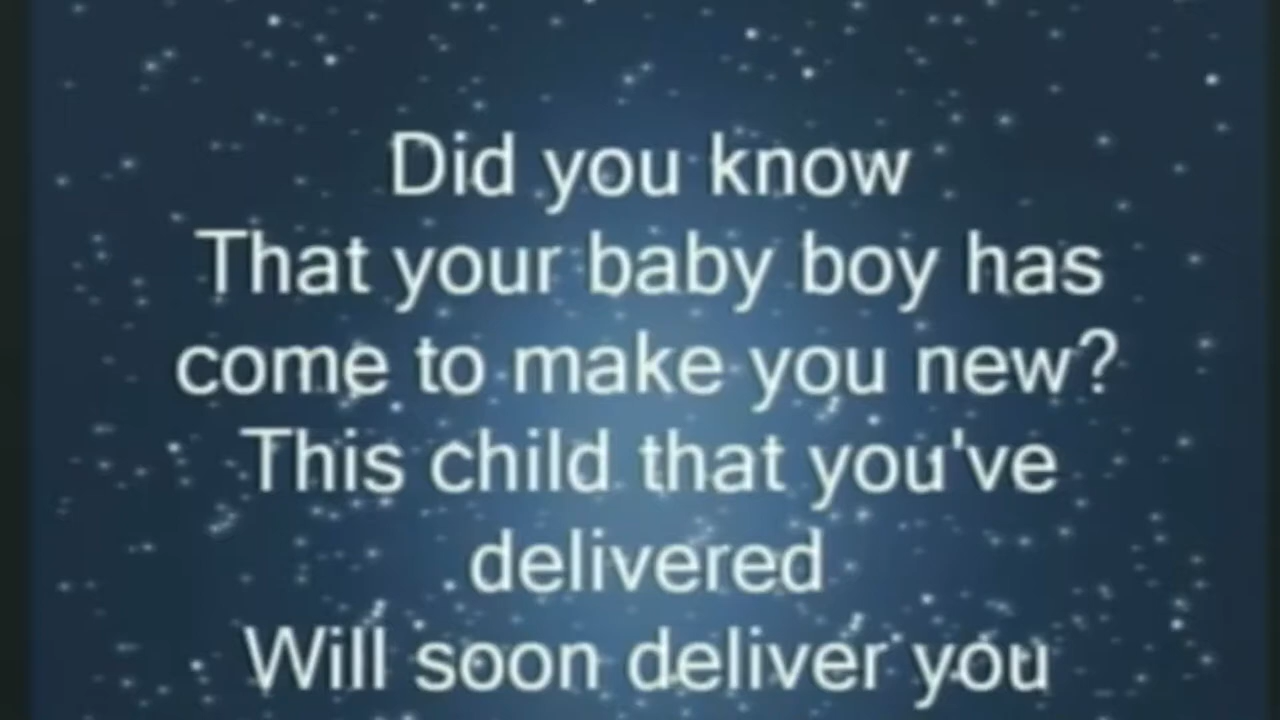 Did you know
That your baby boy has
come to make you new?
This child that you've
delivered
Will soon deliver you